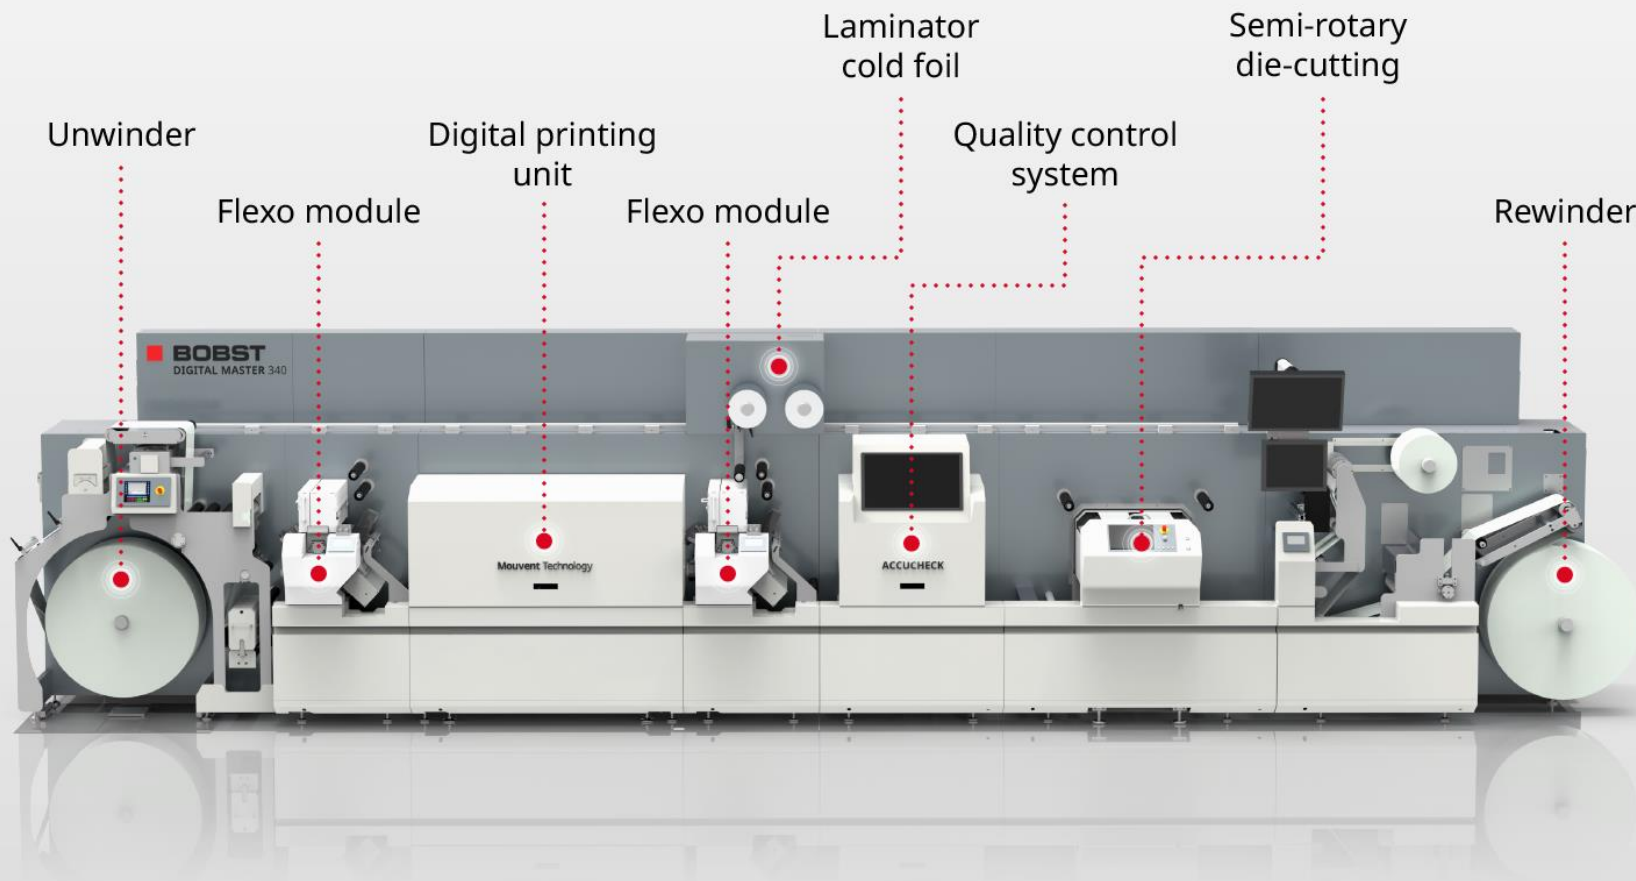 Laminator
cold foil
Semi-rotary
die-cutting
Unwinder
Digital printing
unit
Quality control
system
Flexo module
Flexo module
Rewinder
BOBST
DIGITAL MASTER 340
Mouvent Technology
ACCUCHECK